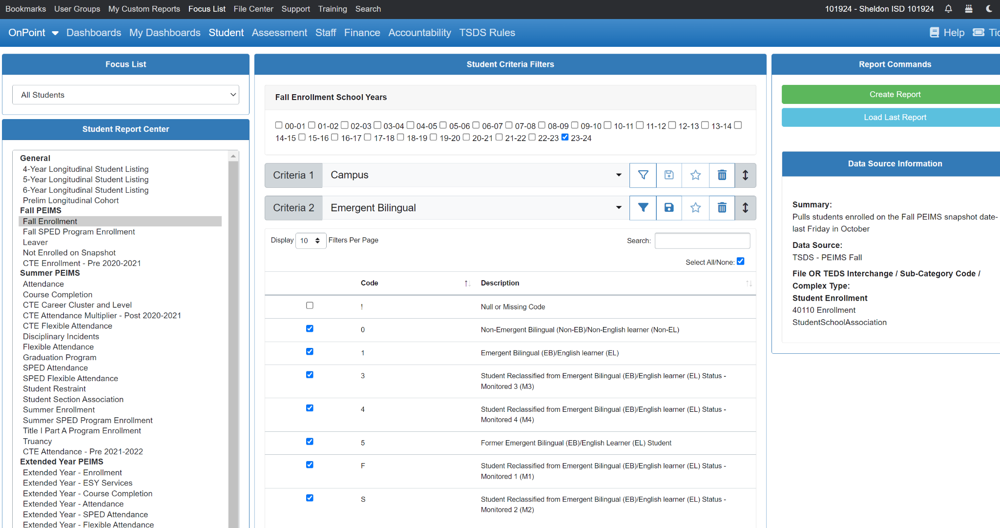 Bookmarks User Groups My Custom Reports Focus List File Center Support Training Search
101924 - Sheldon ISD 101924
OnPoint Dashboards My Dashboards Student Assessment Staff Finance Accountability TSDS Rules
Help
Focus List
All Students
Student Report Center
General
4-Year Longitudinal Student Listing
5-Year Longitudinal Student Listing
6-Year Longitudinal Student Listing
Prelim Longitudinal Cohort
Fall PEIMS
Fall Enrollment
Fall SPED Program Enrollment
Leaver
Not Enrolled on Snapshot
CTE Enrollment - Pre 2020-2021
Summer PEIMS
Attendance
Course Completion
CTE Career Cluster and Level
CTE Attendance Multiplier - Post 2020-2021
CTE Flexible Attendance
Disciplinary Incidents
Flexible Attendance
Graduation Program
SPED Attendance
SPED Flexible Attendance
Student Restraint
Student Section Association
Summer Enrollment
Summer SPED Program Enrollment
Title I Part A Program Enrollment
Truancy
CTE Attendance - Pre 2021-2022
Extended Year PEIMS
Extended Year - Enrollment
Extended Year - ESY Services
Extended Year - Course Completion
Extended Year - Attendance
Extended Year - SPED Attendance
Extended Year - Flexible Attendance
Student Criteria Filters
Fall Enrollment School Years
00-01 01-02 02-03 03-04 04-05 05-06 06-07 07-08 08-09 09-10 10-11 11-12 12-13 13-14
14-15 15-16 16-17 17-18 18-19 19-20 20-21 21-22 22-23 23-24
Criteria 1 Campus
Criteria 2 Emergent Bilingual
Display 10 Filters Per Page
Search:
Select All/None:
Code Description
! Null or Missing Code
0 Non-Emergent Bilingual (Non-EB)/Non-English learner (Non-EL)
1 Emergent Bilingual (EB)/English learner (EL)
3 Student Reclassified from Emergent Bilingual (EB)/English learner (EL) Status -
Monitored 3 (M3)
4 Student Reclassified from Emergent Bilingual (EB)/English learner (EL) Status -
Monitored 4 (M4)
5 Former Emergent Bilingual (EB)/English Learner (EL) Student
F Student Reclassified from Emergent Bilingual (EB)/English learner (EL) Status -
Monitored 1 (M1)
S Student Reclassified from Emergent Bilingual (EB)/English learner (EL) Status -
Monitored 2 (M2)
Report Commands
Create Report
Load Last Report
Data Source Information
Summary:
Pulls students enrolled on the Fall PEIMS snapshot date-
last Friday in October
Data Source:
TSDS - PEIMS Fall
File OR TEDS Interchange / Sub-Category Code /
Complex Type:
Student Enrollment
40110 Enrollment
StudentSchoolAssociation